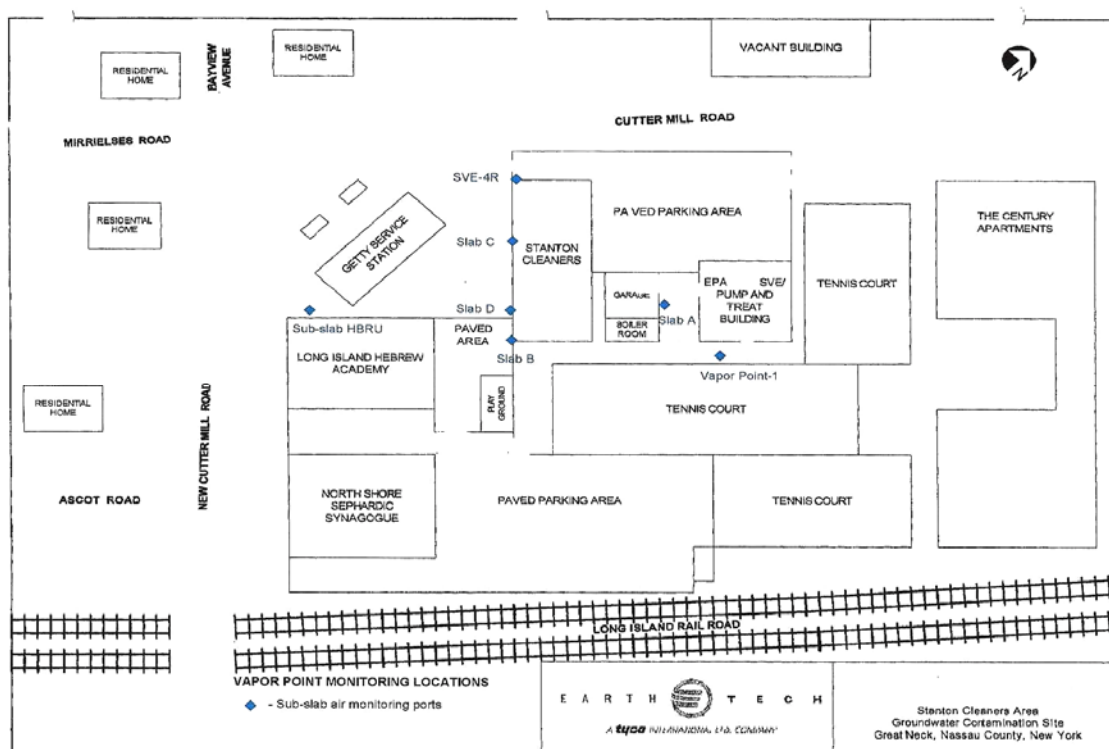 VACANT BUILDING
RESIDENTIAL
HOME
RESIDENTIAL
HOME
BAYVIEW
AVENUE
N
CUTTER MILL ROAD
MIRRIELSES ROAD
SVE-4R
PAVED PARKING AREA
RESIDENTIAL
HOME
THE CENTURY
APARTMENTS
GETTY SERVICE
STATION
Slab C
STANTON
CLEANERS
EPA SVE/
PUMP AND
TREAT
BUILDING
TENNIS COURT
GARAGE
Slab D
Slab A
Sub-slab HBRU
PAVED
AREA
BOILER
ROOM
Slab B
LONG ISLAND HEBREW
ACADEMY
Vapor Point-1
PLAY
GROUND
RESIDENTIAL
HOME
TENNIS COURT
NEW CUTTER MILL ROAD
ASCOT ROAD
NORTH SHORE
SEPHARDIC
SYNAGOGUE
PAVED PARKING AREA
TENNIS COURT
LONG ISLAND RAIL ROAD
VAPOR POINT MONITORING LOCATIONS
- Sub-slab air monitoring ports
EARTH TECH
A tyco INTERNATIONAL LTD. COMPANY
Stanton Cleaners Area
Groundwater Contamination Site
Great Neck, Nassau County, New York